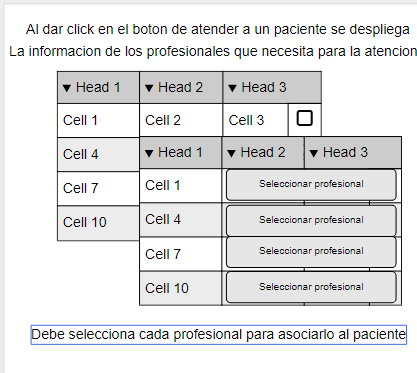 Al dar click en el boton de atender a un paciente se despliega
La informacion de los profesionales que necesita para la atencion
▼ Head 1 ▼ Head 2 ▼ Head 3
Cell 1 Cell 2 Cell 3
Cell 4
Cell 7
Cell 10
▼ Head 1 ▼ Head 2 ▼ Head 3
Cell 1 Seleccionar profesional
Cell 4 Seleccionar profesional
Cell 7 Seleccionar profesional
Cell 10 Seleccionar profesional
Debe selecciona cada profesional para asociarlo al paciente